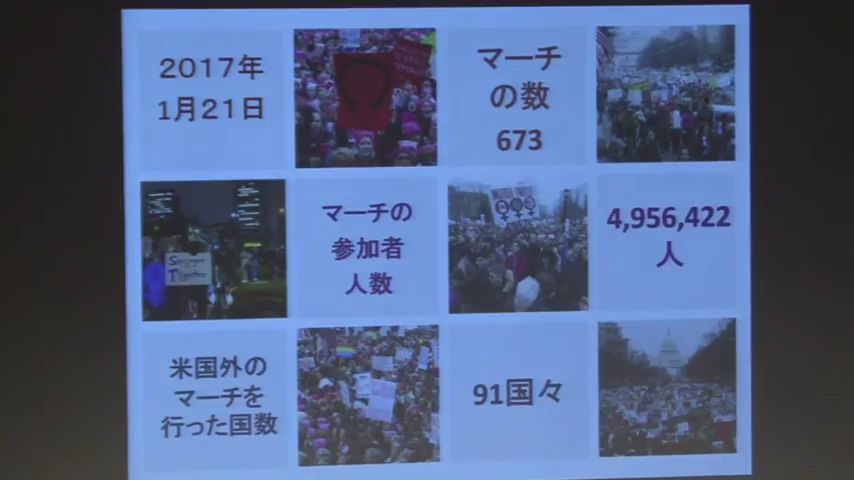 2017年
1月21日
マーチ
の数
673
Stronger
Together
マーチの
参加者
人数
4,956,422
人
米国外の
マーチを
行った国数
91国々